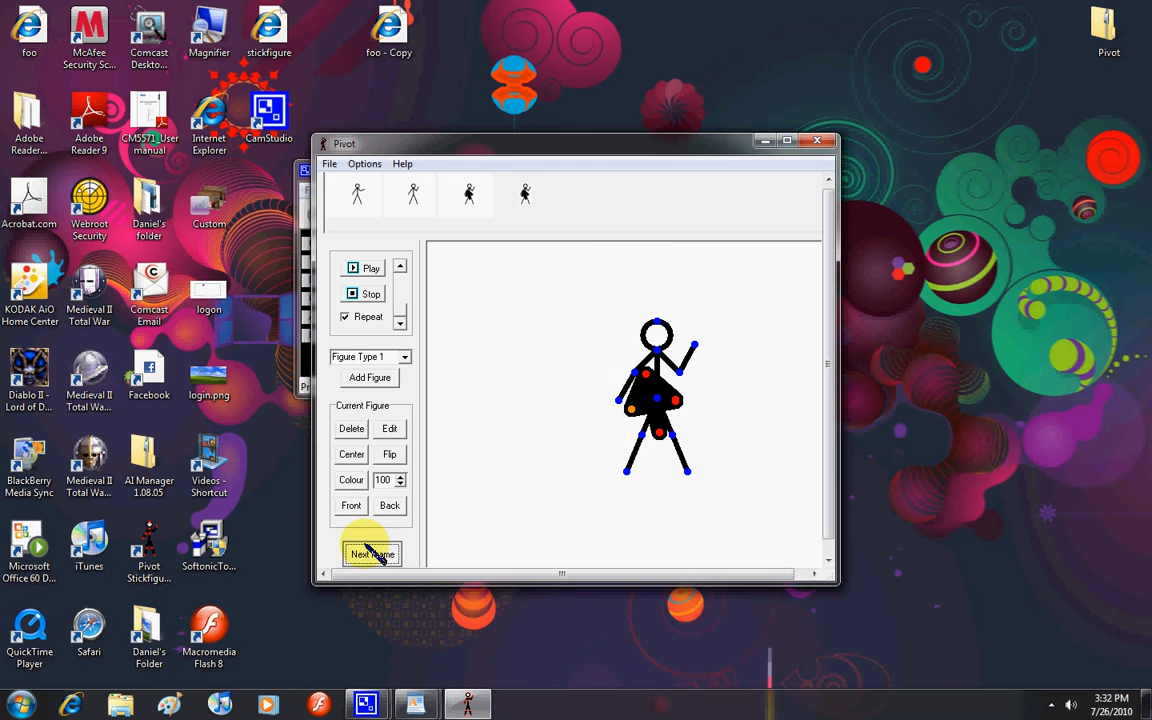 foo
McAfee
Security Sc...
Comcast
Deskto...
Magnifier
stickfigure
foo - Copy
Pivot
Adobe
Reader...
Adobe
Reader 9
CM5571_User
manual
Internet
Explorer
CamStudio
Pivot
File
Options
Help
Acrobat.com
Webroot
Security
Daniel's
folder
Custom
Play
Stop
Repeat
KODAK AiO
Home Center
Medieval II
Total War
Comcast
Email
logon
Figure Type 1
Add Figure
Current Figure
Delete
Edit
Center
Flip
Colour
100
Front
Back
Diablo II -
Lord of D...
Medieval II
Total Wa...
Facebook
login.png
BlackBerry
Media Sync
Medieval II
Total Wa...
AI Manager
1.08.05
Videos -
Shortcut
Microsoft
Office 60 D...
iTunes
Pivot
Stickfigu...
SoftonicTo...
QuickTime
Player
Safari
Daniel's
Folder
Macromedia
Flash 8
3:32 PM
7/26/2010